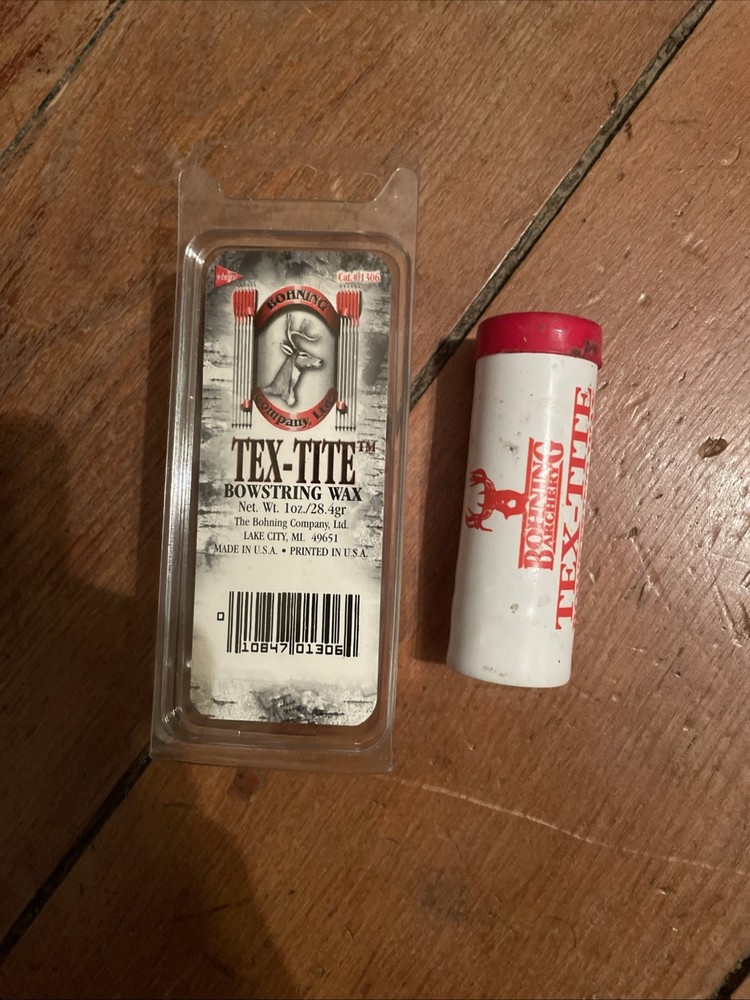 Cat.#1306
BOHNING
Company, Ltd.
TEX-TITE™
BOWSTRING WAX
Net. Wt. 1oz./28.4gr
The Bohning Company, Ltd.
LAKE CITY, MI. 49651
MADE IN U.S.A. • PRINTED IN U.S.A.
0
10847 01306
BOHNING
ARCHERY
TEX-TITE